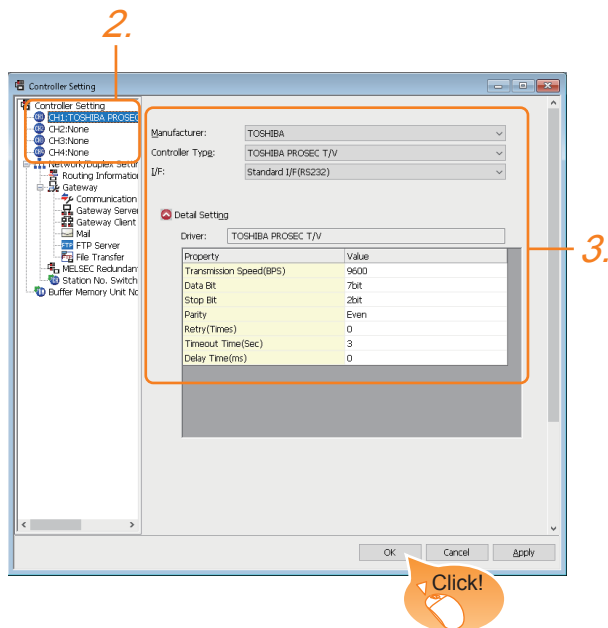 2.
Controller Setting
Controller Setting
CH1:TOSHIBA PROSEC
CH2:None
CH3:None
CH4:None
Network/Duplex Settin
Routing Information
Gateway
Communication
Gateway Server
Gateway Client
Mail
FTP FTP Server
File Transfer
MELSEC Redundan
Station No. Switch
Buffer Memory Unit No
Manufacturer: TOSHIBA
Controller Type: TOSHIBA PROSEC T/V
I/F: Standard I/F(RS232)
Detail Setting
Driver: TOSHIBA PROSEC T/V
Property Value
Transmission Speed(BPS) 9600
Data Bit 7bit
Stop Bit 2bit
Parity Even
Retry(Times) 0
Timeout Time(Sec) 3
Delay Time(ms) 0
3.
OK Cancel Apply
Click!